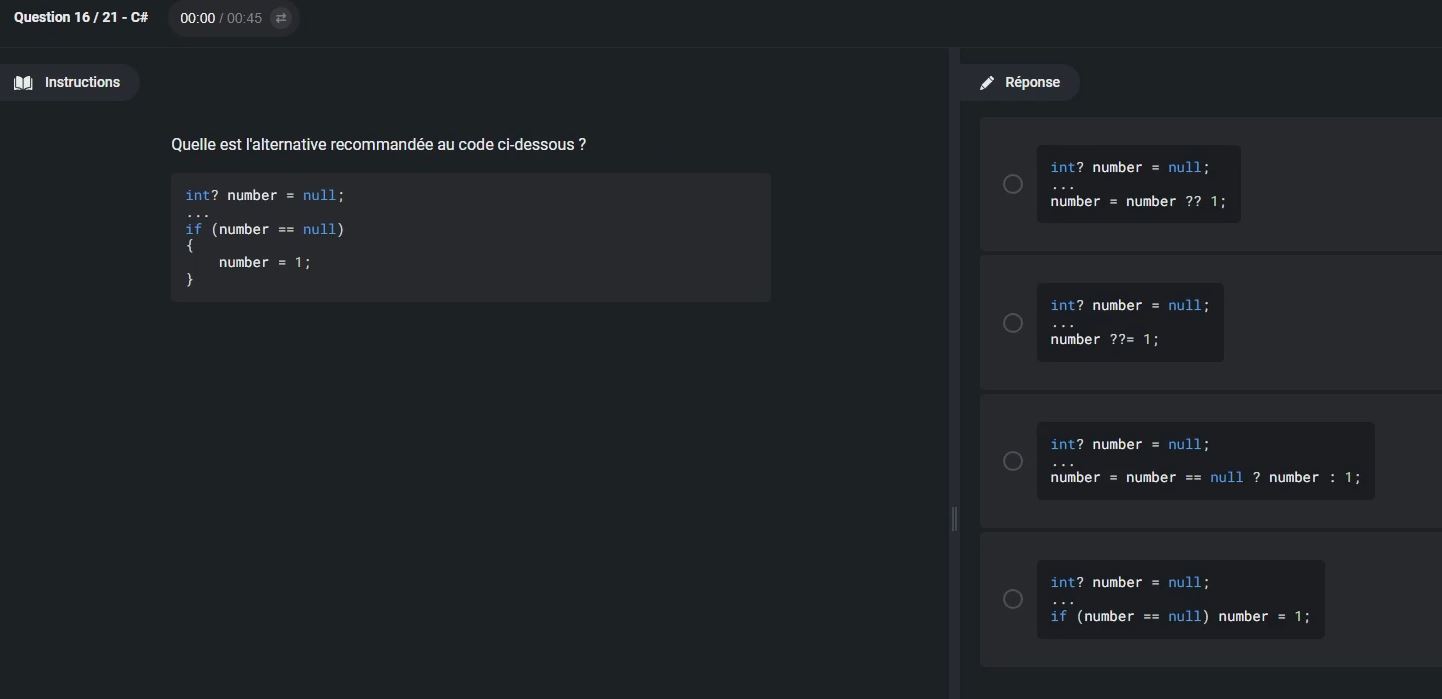 Question 16 / 21 - C#
00:00 / 00:45
Instructions
Quelle est l'alternative recommandée au code ci-dessous ?
int? number = null;
...
if (number == null)
{
    number = 1;
}
Réponse
int? number = null;
...
number = number ?? 1;
int? number = null;
...
number ??= 1;
int? number = null;
...
number = number == null ? number : 1;
int? number = null;
...
if (number == null) number = 1;